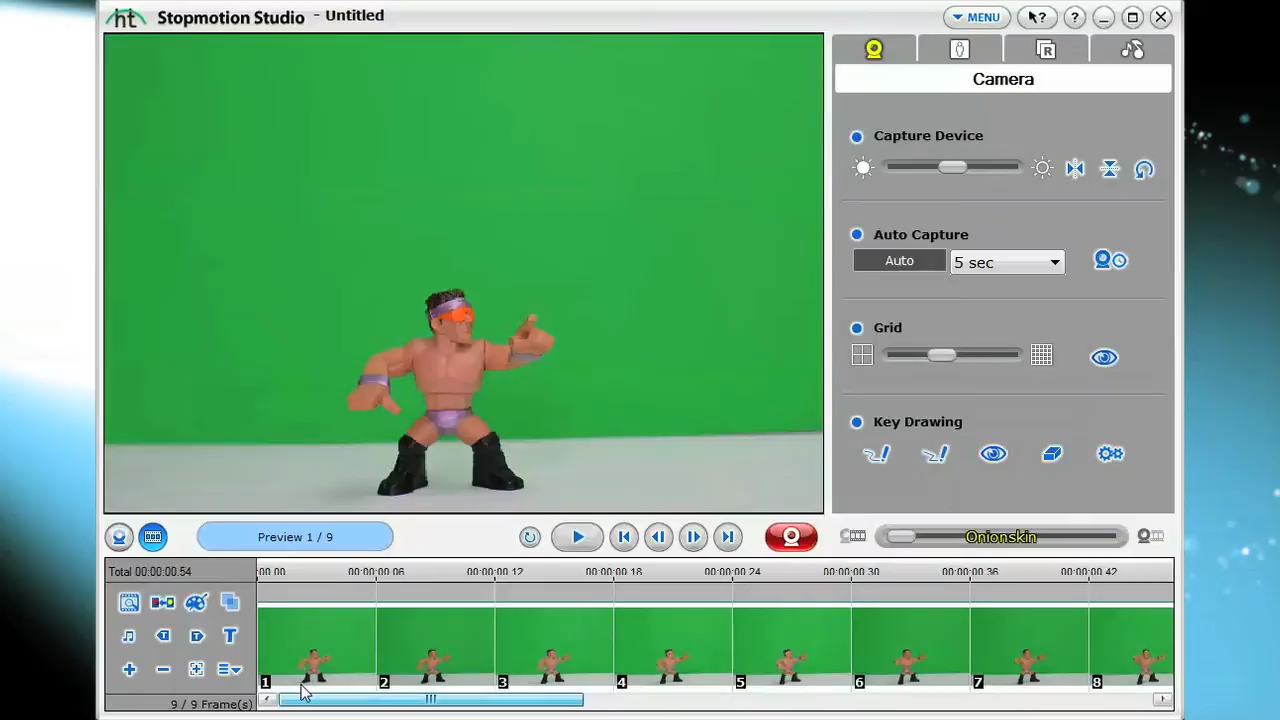 ht Stopmotion Studio - Untitled
MENU
?
?
R
Camera
Capture Device
Auto Capture
Auto 5 sec
Grid
Key Drawing
Preview 1 / 9
Onionskin
Total 00:00:00.54
:00.00 00:00:00.06 00:00:00.12 00:00:00.18 00:00:00.24 00:00:00.30 00:00:00.36 00:00:00.42
T
1 2 3 4 5 6 7 8
9 / 9 Frame(s)